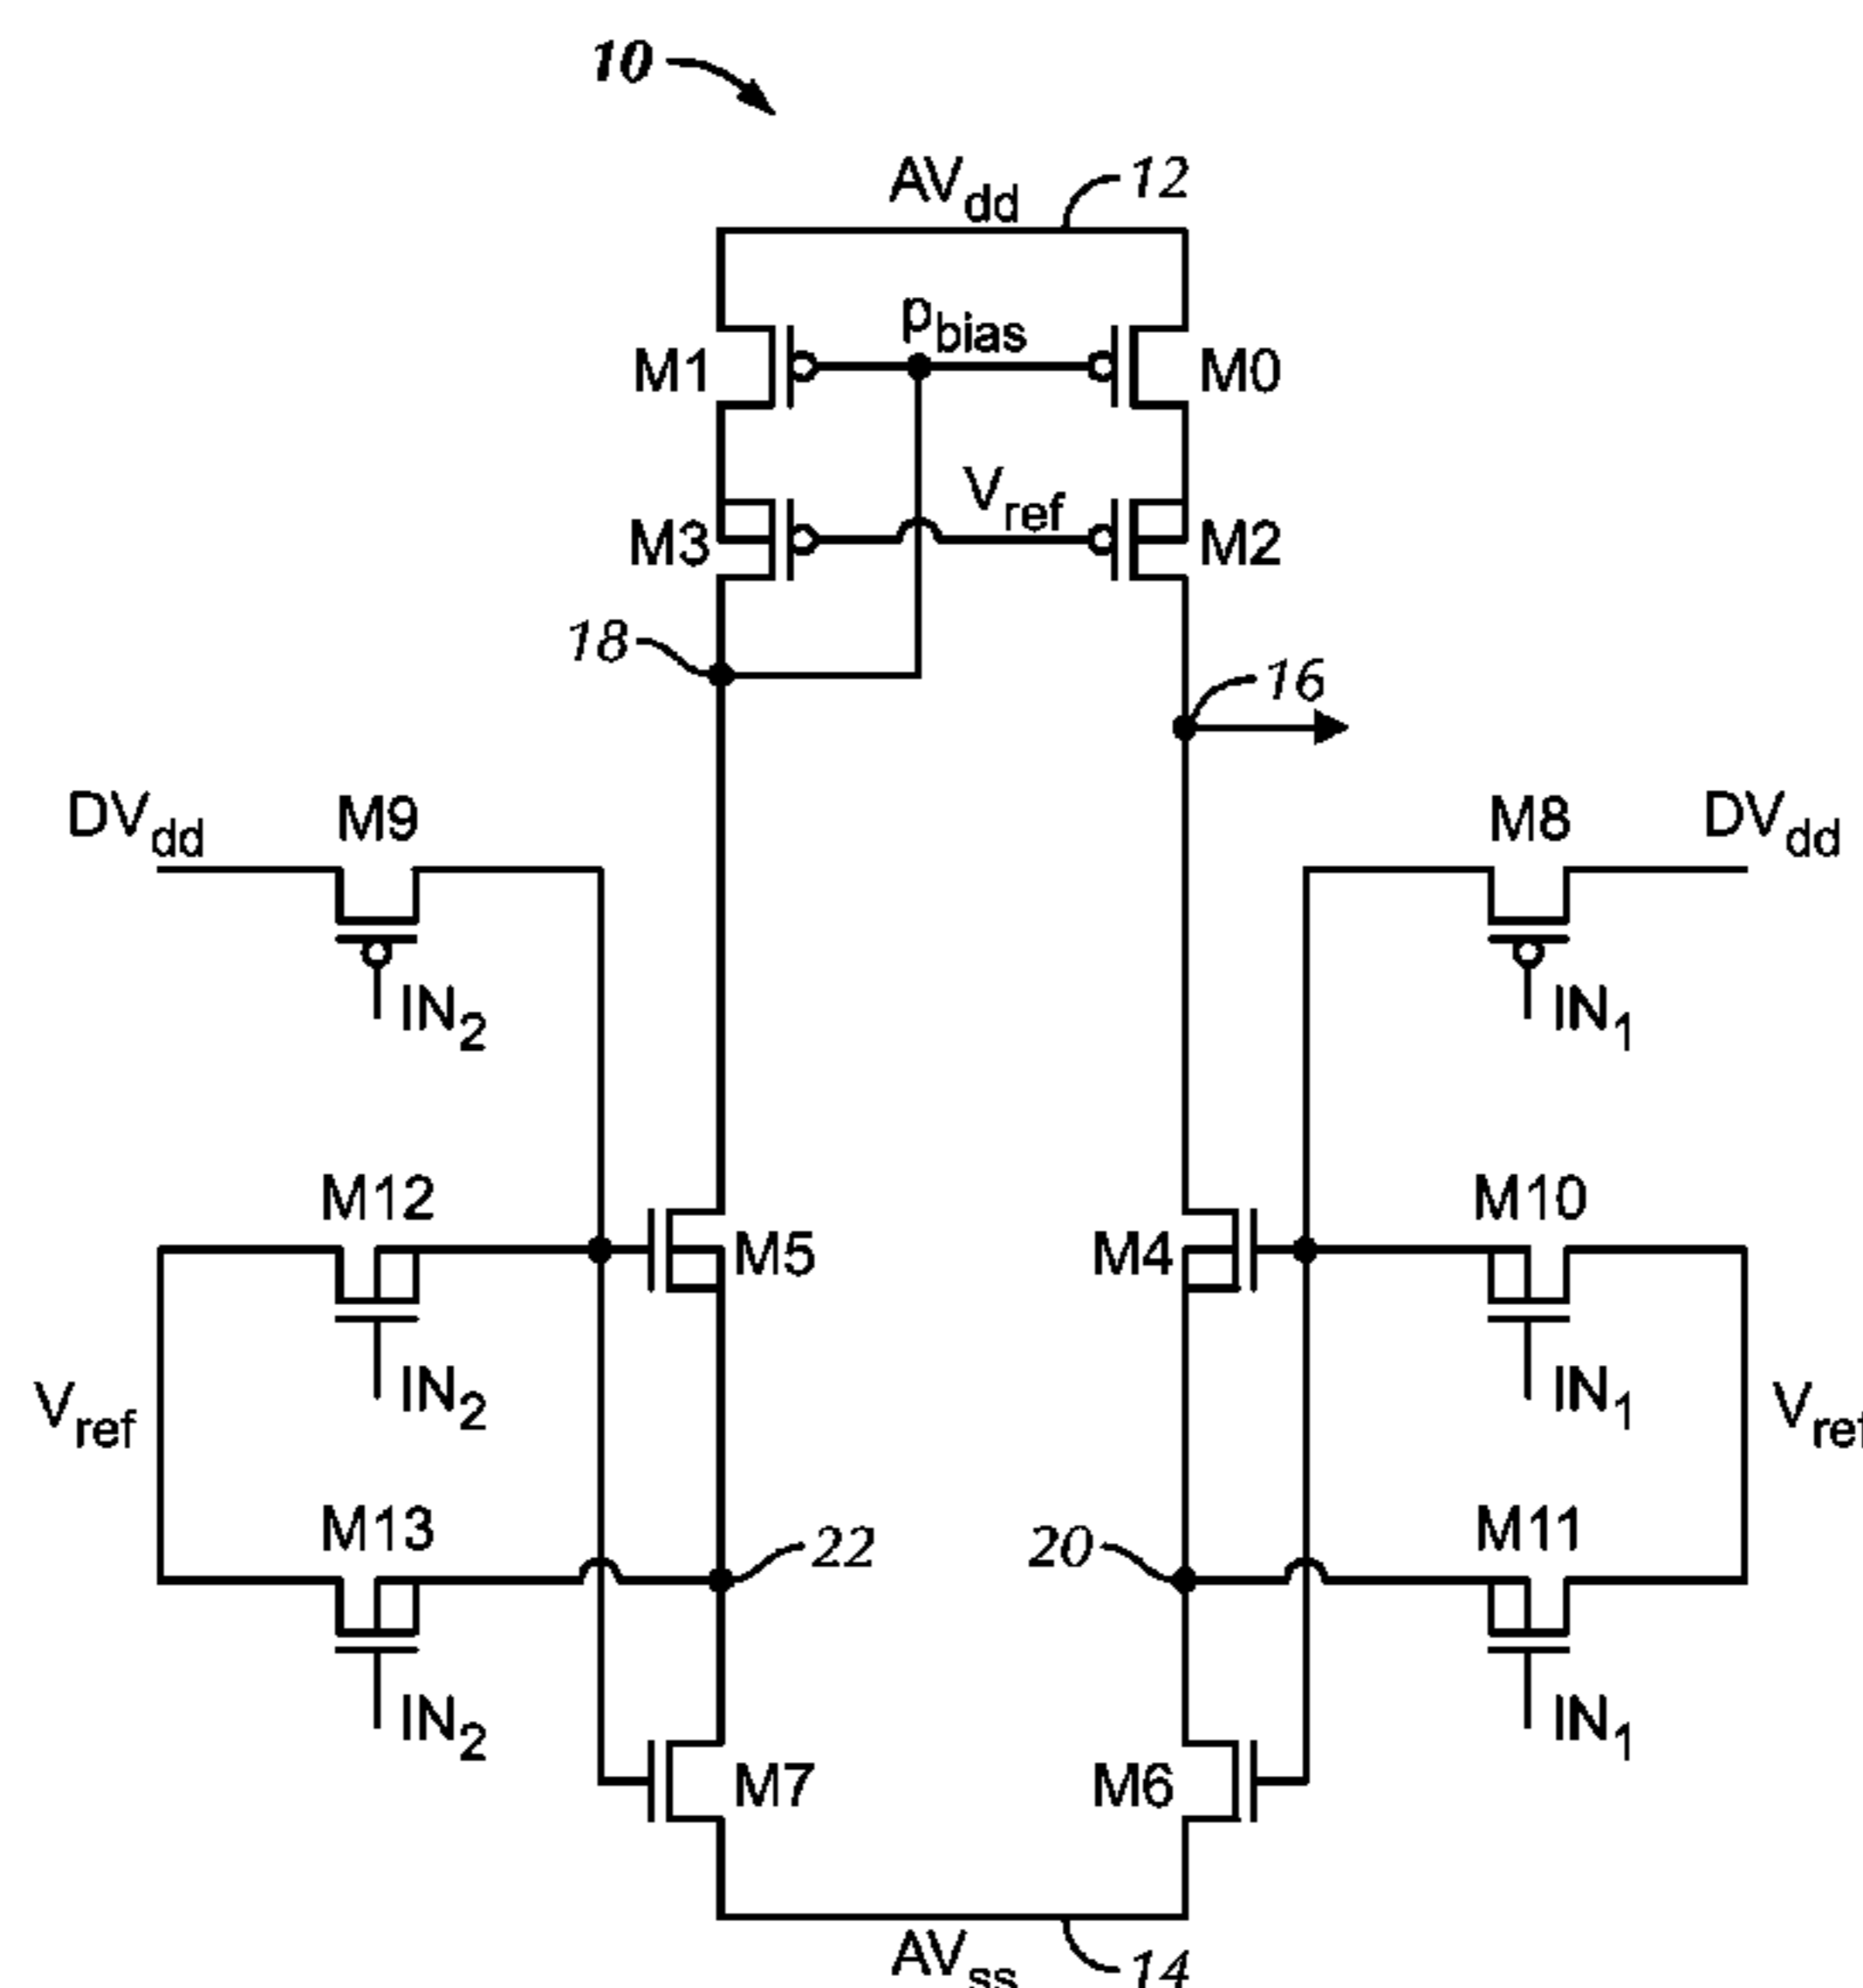 10
AVdd
12
pbias
M1
M0
Vref
M3
M2
18
16
DVdd
M9
M8
DVdd
IN2
IN1
M12
M10
M5
M4
IN2
IN1
Vref
Vref
M13
22
20
M11
IN2
IN1
M7
M6
AVss
14